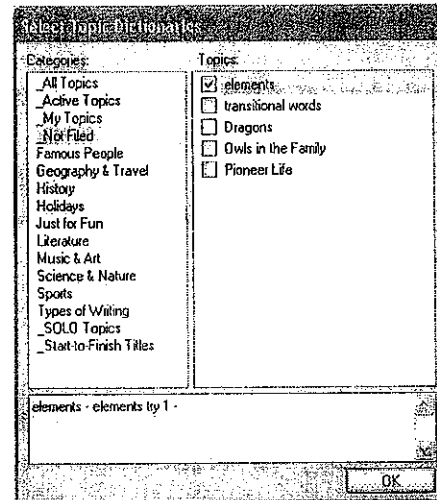 Select Topic Dictionaries
Categories:
_All Topics
_Active Topics
_My Topics
_Not Filed
Famous People
Geography & Travel
History
Holidays
Just for Fun
Literature
Music & Art
Science & Nature
Sports
Types of Writing
_SOLO Topics
_Start-to-Finish Titles
Topics:
elements
transitional words
Dragons
Owls in the Family
Pioneer Life
elements - elements try 1 -
OK